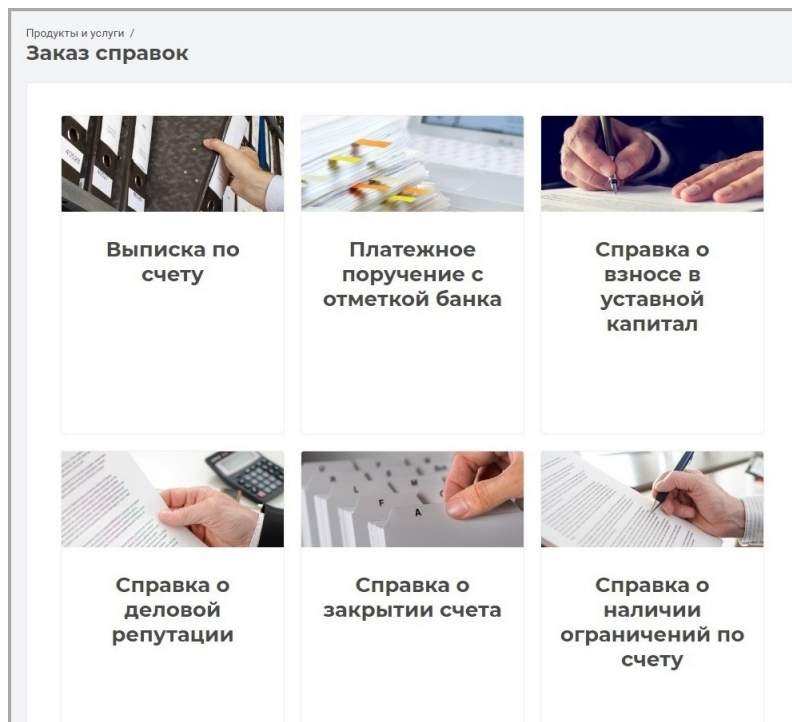 Продукты и услуги /
Заказ справок
Выписка по
счету
Платежное
поручение с
отметкой банка
Справка о
взносе в
уставной
капитал
Справка о
деловой
репутации
Справка о
закрытии счета
Справка о
наличии
ограничений по
счету